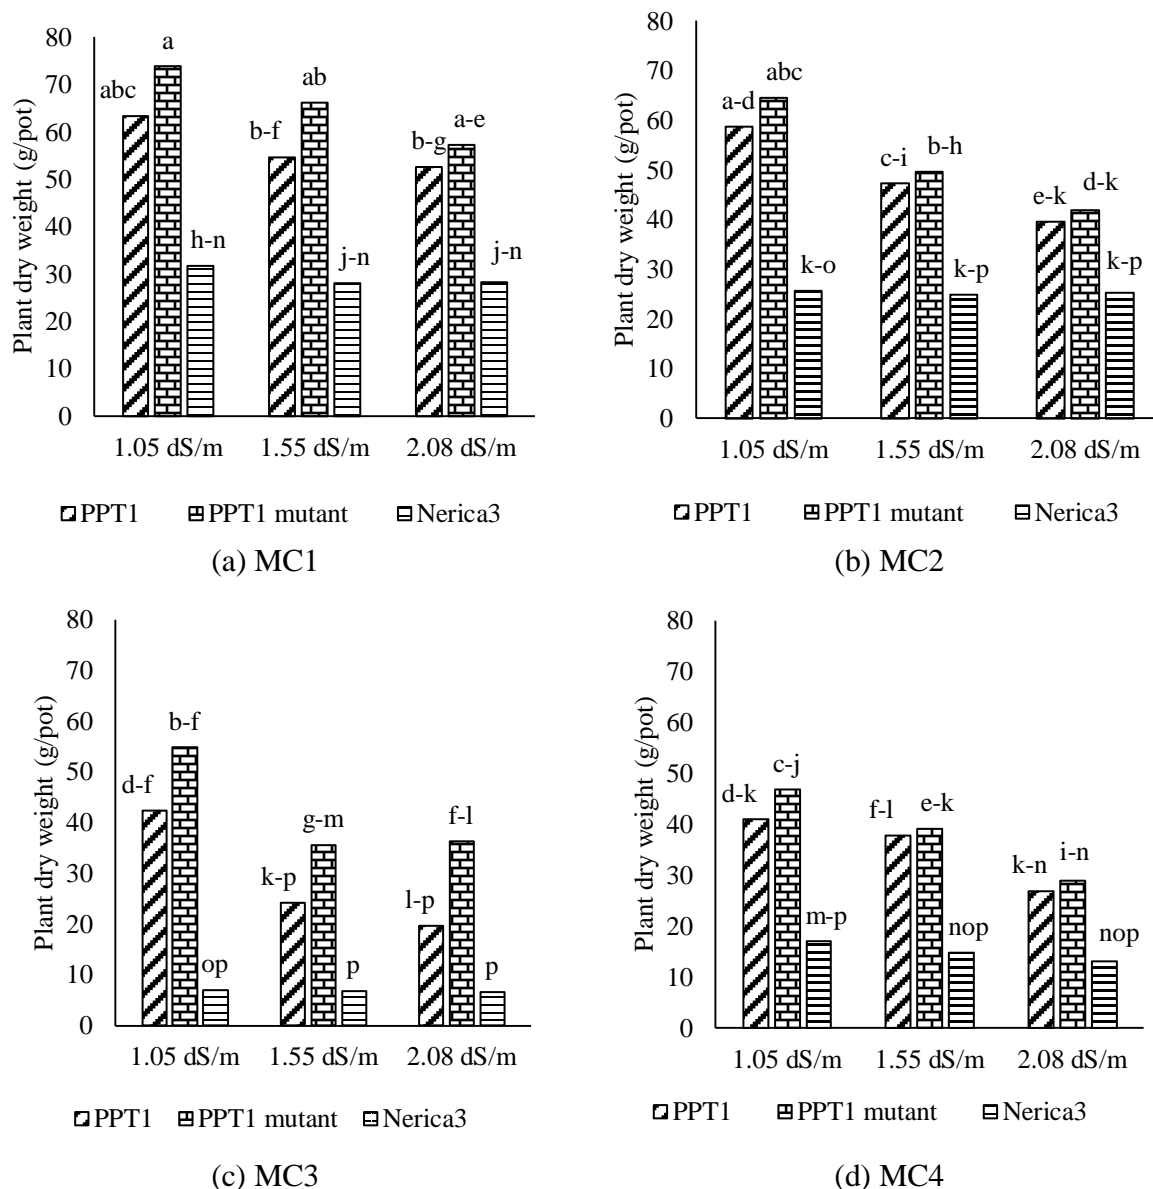 Plant dry weight (g/pot)
80
70
60
50
40
30
20
10
0
abc
a
h-n
b-f
ab
j-n
b-g
a-e
j-n
1.05 dS/m
1.55 dS/m
2.08 dS/m
PPT1
PPT1 mutant
Nerica3
(a) MC1
Plant dry weight (g/pot)
80
70
60
50
40
30
20
10
0
a-d
abc
k-o
c-i
b-h
k-p
e-k
d-k
k-p
1.05 dS/m
1.55 dS/m
2.08 dS/m
PPT1
PPT1 mutant
Nerica3
(b) MC2
Plant dry weight (g/pot)
80
70
60
50
40
30
20
10
0
d-f
b-f
op
k-p
g-m
p
l-p
f-l
p
1.05 dS/m
1.55 dS/m
2.08 dS/m
PPT1
PPT1 mutant
Nerica3
(c) MC3
Plant dry weight (g/pot)
80
70
60
50
40
30
20
10
0
d-k
c-j
m-p
f-l
e-k
nop
k-n
i-n
nop
1.05 dS/m
1.55 dS/m
2.08 dS/m
PPT1
PPT1 mutant
Nerica3
(d) MC4